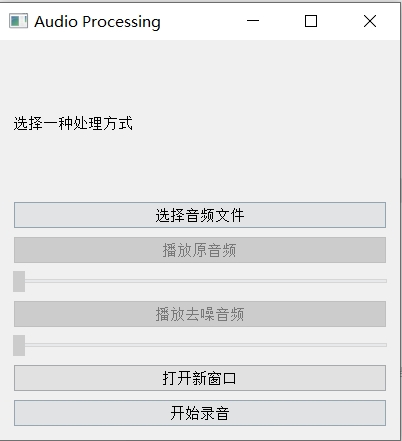 Audio Processing
选择一种处理方式
选择音频文件
播放原音频
播放去噪音频
打开新窗口
开始录音